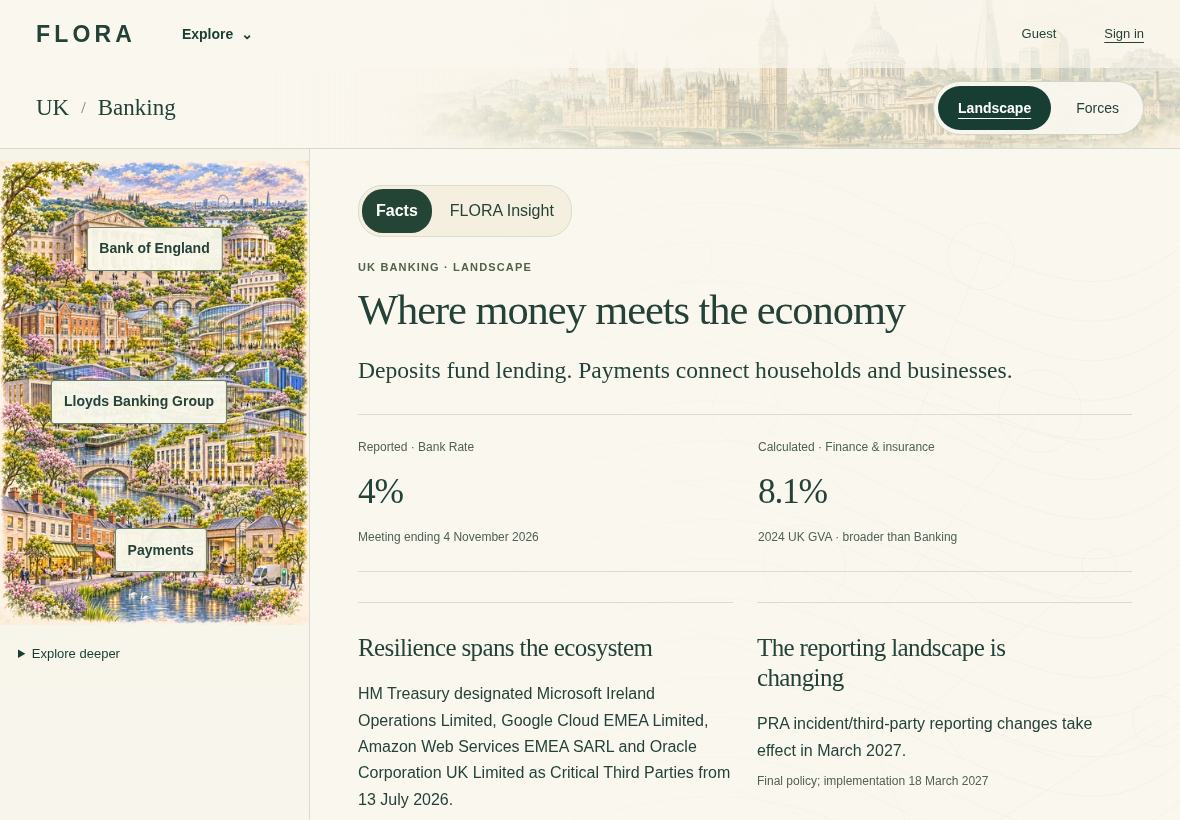 FLORA
Explore
Guest
Sign in
UK / Banking
Landscape
Forces
Bank of England
Lloyds Banking Group
Payments
Explore deeper
Facts
FLORA Insight
UK BANKING · LANDSCAPE
Where money meets the economy
Deposits fund lending. Payments connect households and businesses.
Reported · Bank Rate
4%
Meeting ending 4 November 2026
Calculated · Finance & insurance
8.1%
2024 UK GVA · broader than Banking
Resilience spans the ecosystem
HM Treasury designated Microsoft Ireland
Operations Limited, Google Cloud EMEA Limited,
Amazon Web Services EMEA SARL and Oracle
Corporation UK Limited as Critical Third Parties from
13 July 2026.
The reporting landscape is
changing
PRA incident/third-party reporting changes take
effect in March 2027.
Final policy; implementation 18 March 2027